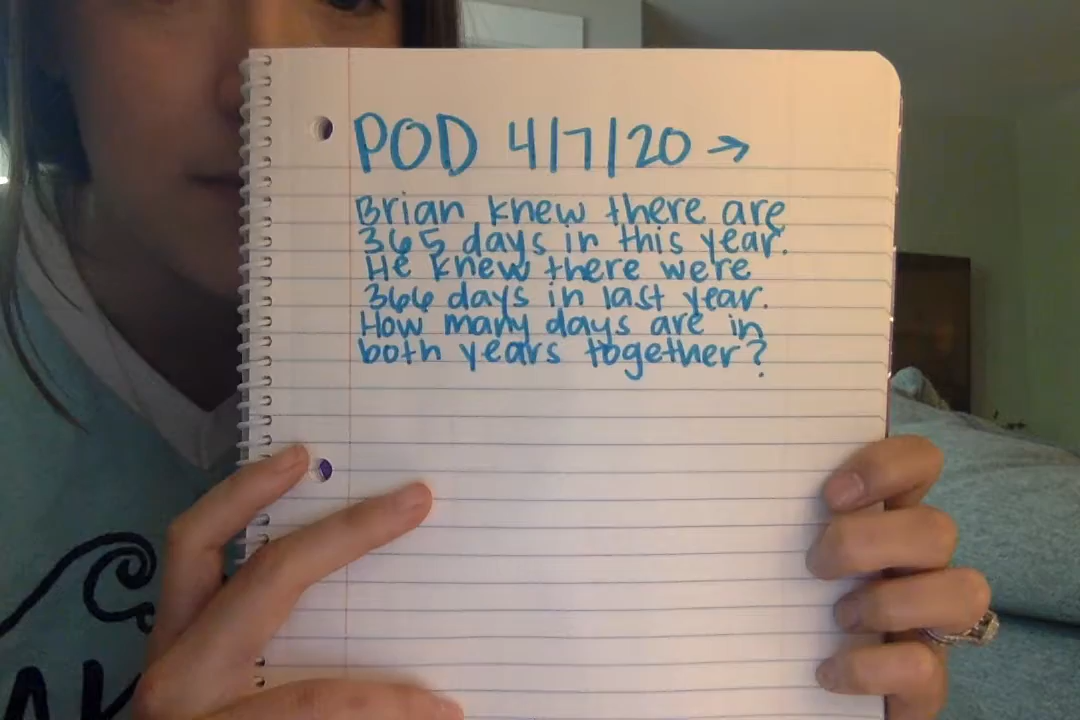 POD 4/7/20 →
Brian knew there are
365 days in this year.
He knew there were
366 days in last year.
How many days are in
both years together?